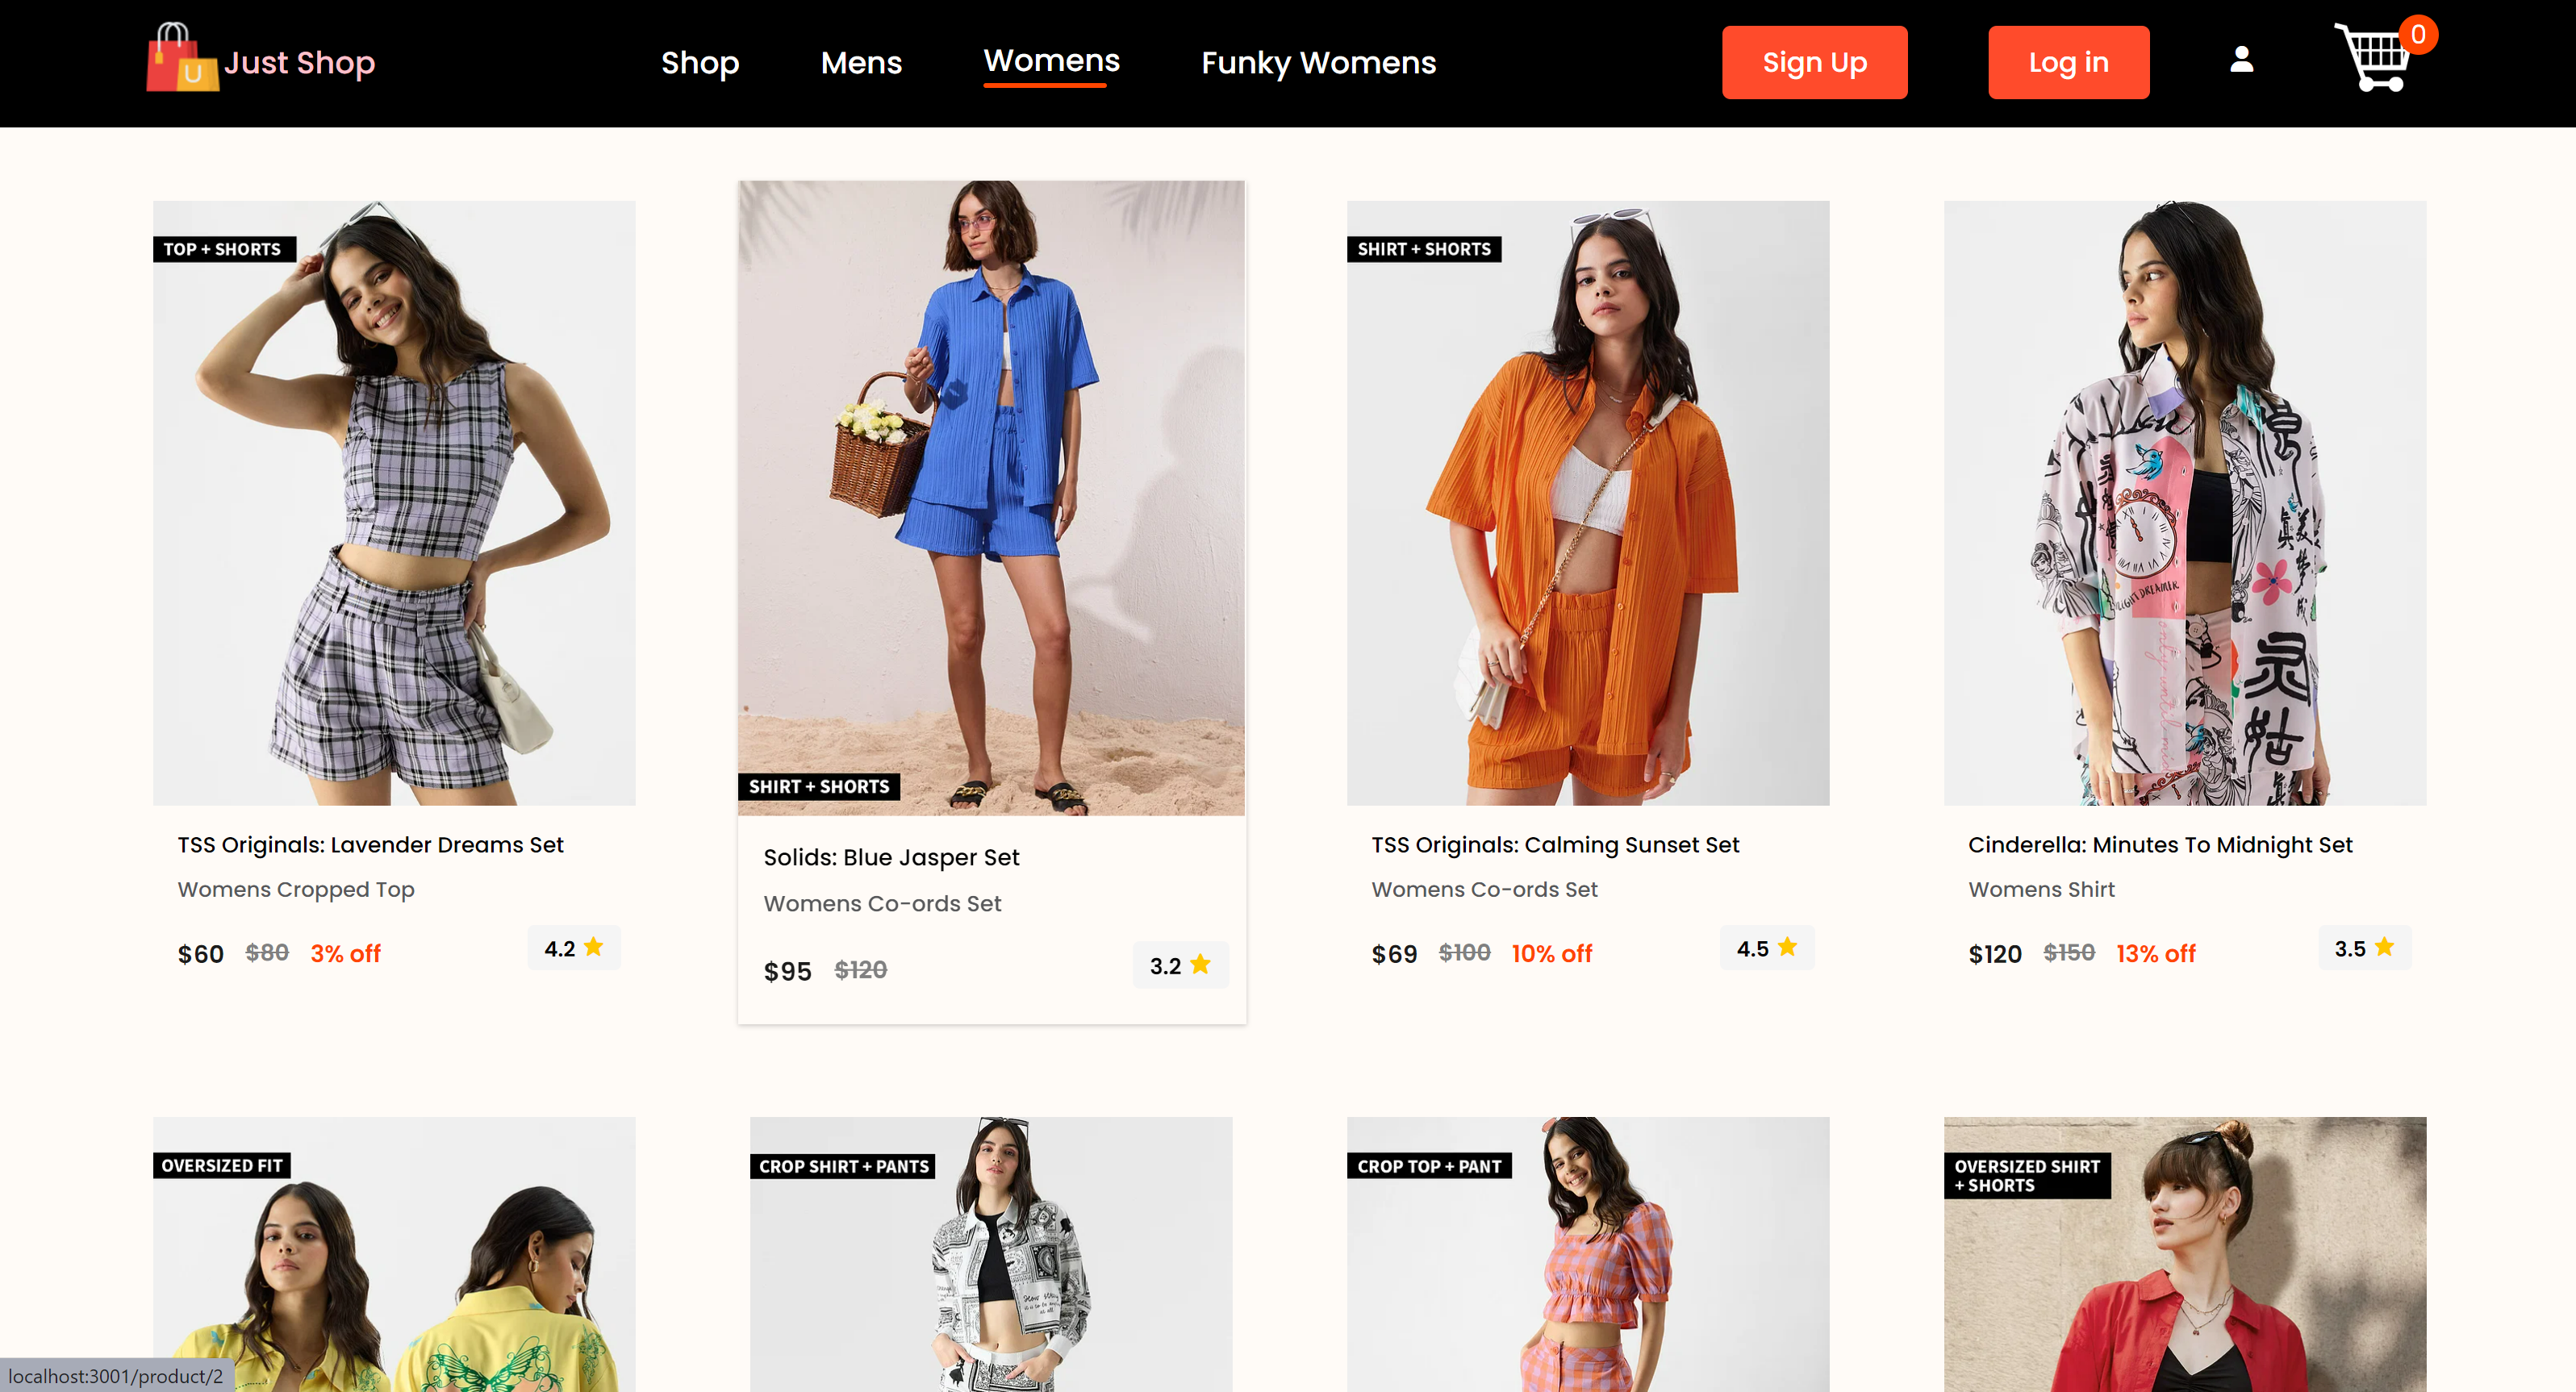 Just Shop
Shop
Mens
Womens
Funky Womens
Sign Up
Log in
0
TOP + SHORTS
SHIRT + SHORTS
SHIRT + SHORTS
TSS Originals: Lavender Dreams Set
Womens Cropped Top
$60 $80 3% off
4.2
Solids: Blue Jasper Set
Womens Co-ords Set
$95 $120
3.2
TSS Originals: Calming Sunset Set
Womens Co-ords Set
$69 $100 10% off
4.5
Cinderella: Minutes To Midnight Set
Womens Shirt
$120 $150 13% off
3.5
OVERSIZED FIT
CROP SHIRT + PANTS
CROP TOP + PANT
OVERSIZED SHIRT
+ SHORTS
localhost:3001/product/2